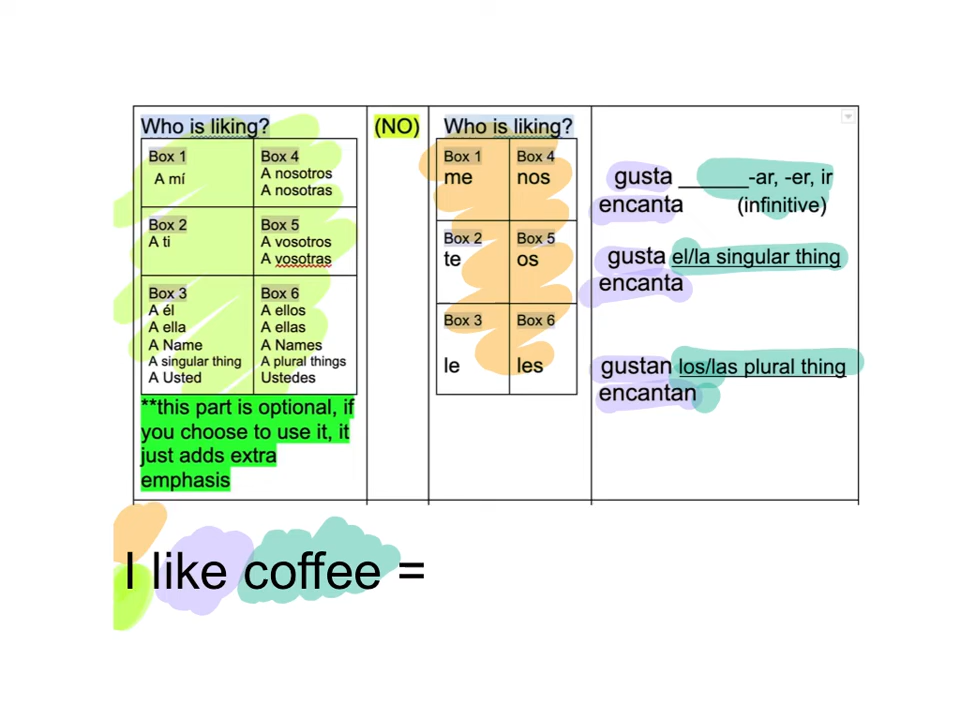 Who is liking?
Box 1
A mí
Box 4
A nosotros
A nosotras
Box 2
A ti
Box 5
A vosotros
A vosotras
Box 3
A él
A ella
A Name
A singular thing
A Usted
Box 6
A ellos
A ellas
A Names
A plural things
Ustedes
**this part is optional, if
you choose to use it, it
just adds extra
emphasis
(NO)
Who is liking?
Box 1
me
Box 4
nos
Box 2
te
Box 5
os
Box 3
le
Box 6
les
gusta ______-ar, -er, ir
encanta (infinitive)
gusta el/la singular thing
encanta
gustan los/las plural thing
encantan
I like coffee =